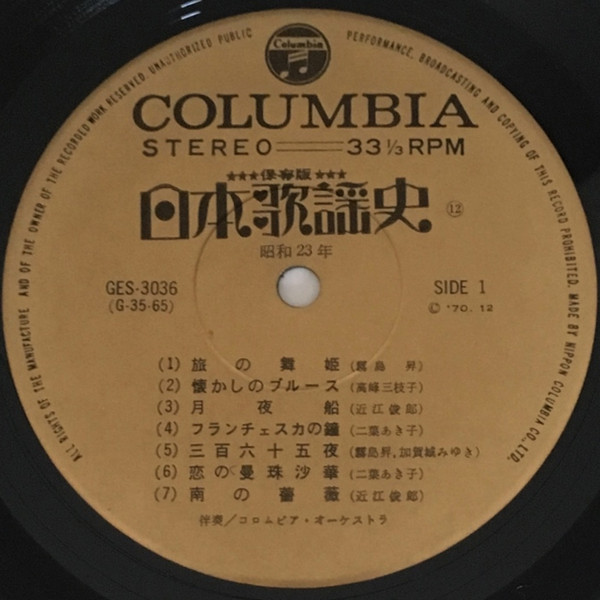 Columbia
COLUMBIA
STEREO 33 1/3 RPM
★★★保存版★★★
日本歌謡史 ⑫
昭和23年
GES-3036 SIDE 1
(G-35-65) © '70. 12
(1) 旅の舞姫 (霧島 昇)
(2) 懐かしのブルース (高峰三枝子)
(3) 月夜船 (近江俊郎)
(4) フランチェスカの鐘 (二葉あき子)
(5) 三百六十五夜 (霧島昇, 加賀城みゆき)
(6) 恋の曼珠沙華 (二葉あき子)
(7) 南の薔薇 (近江俊郎)
伴奏/コロムビア・オーケストラ
ALL RIGHTS OF THE MANUFACTURE AND OF THE OWNER OF THE RECORDED WORK RESERVED. UNAUTHORIZED PUBLIC PERFORMANCE, BROADCASTING AND COPYING OF THIS RECORD PROHIBITED. MADE BY NIPPON COLUMBIA CO., LTD.